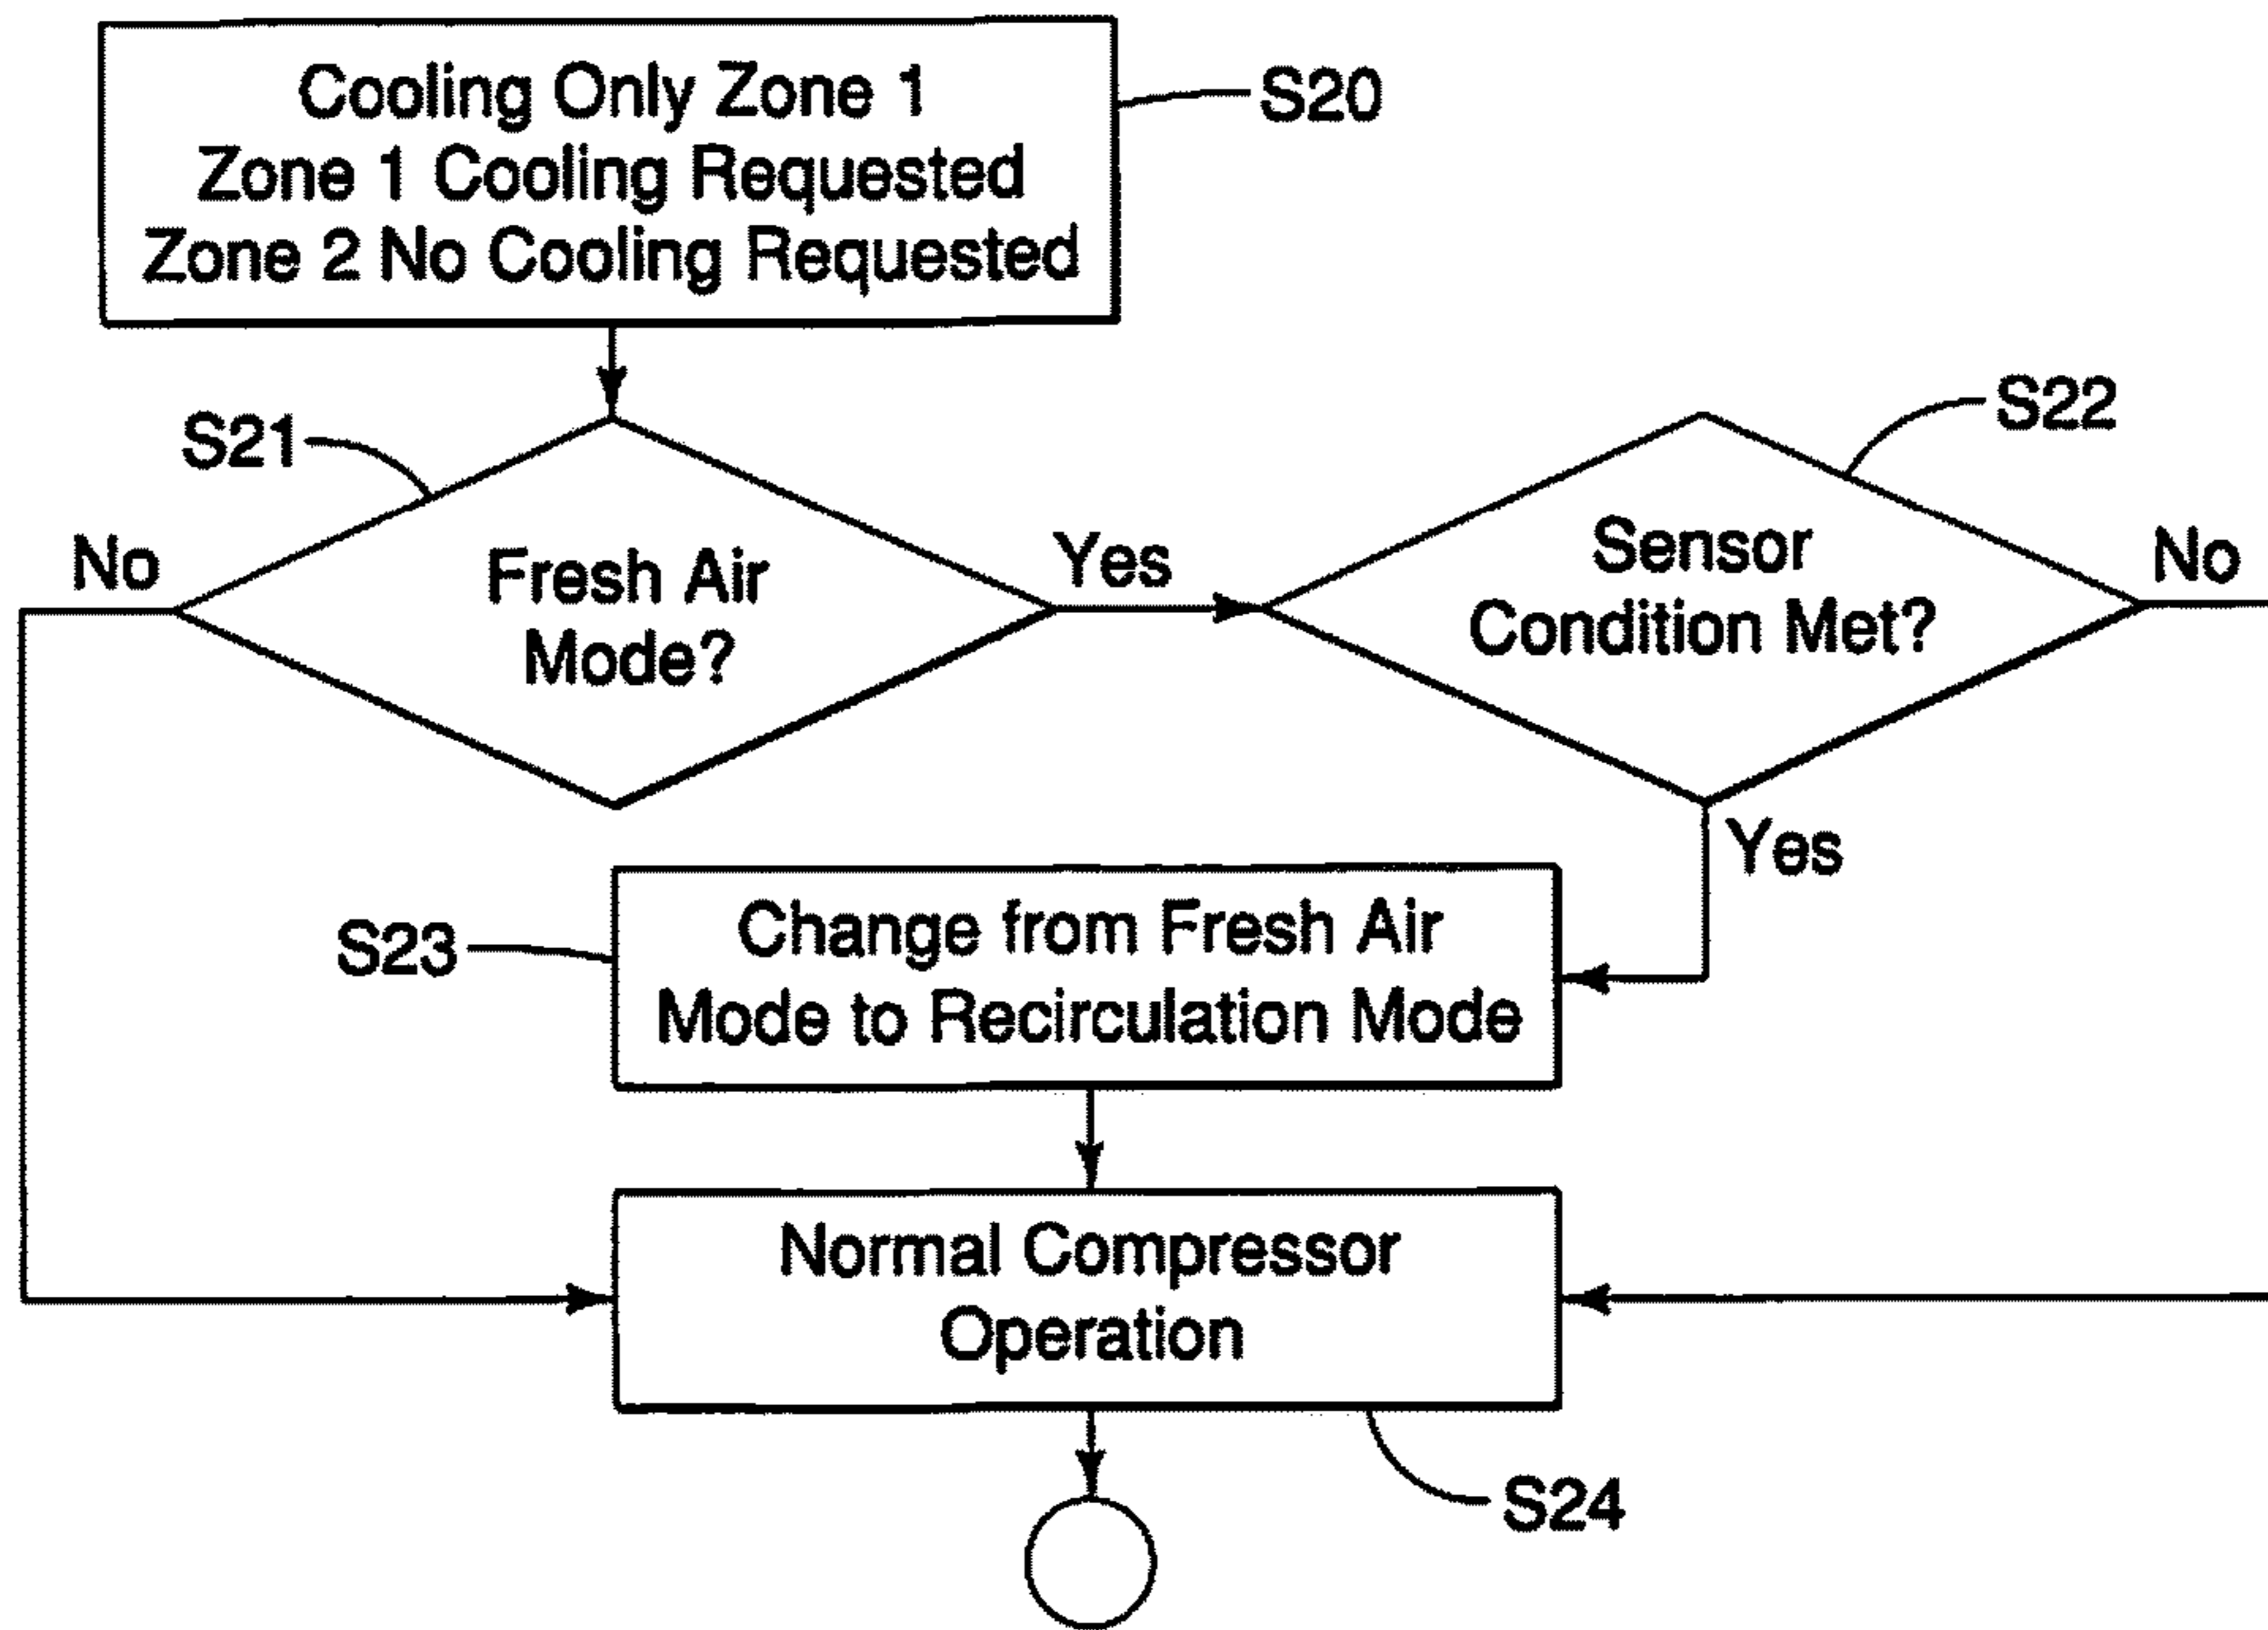 Cooling Only Zone 1
Zone 1 Cooling Requested
Zone 2 No Cooling Requested
S20
S21
S22
No
Fresh Air
Mode?
Yes
Sensor
Condition Met?
No
Yes
S23
Change from Fresh Air
Mode to Recirculation Mode
Normal Compressor
Operation
S24